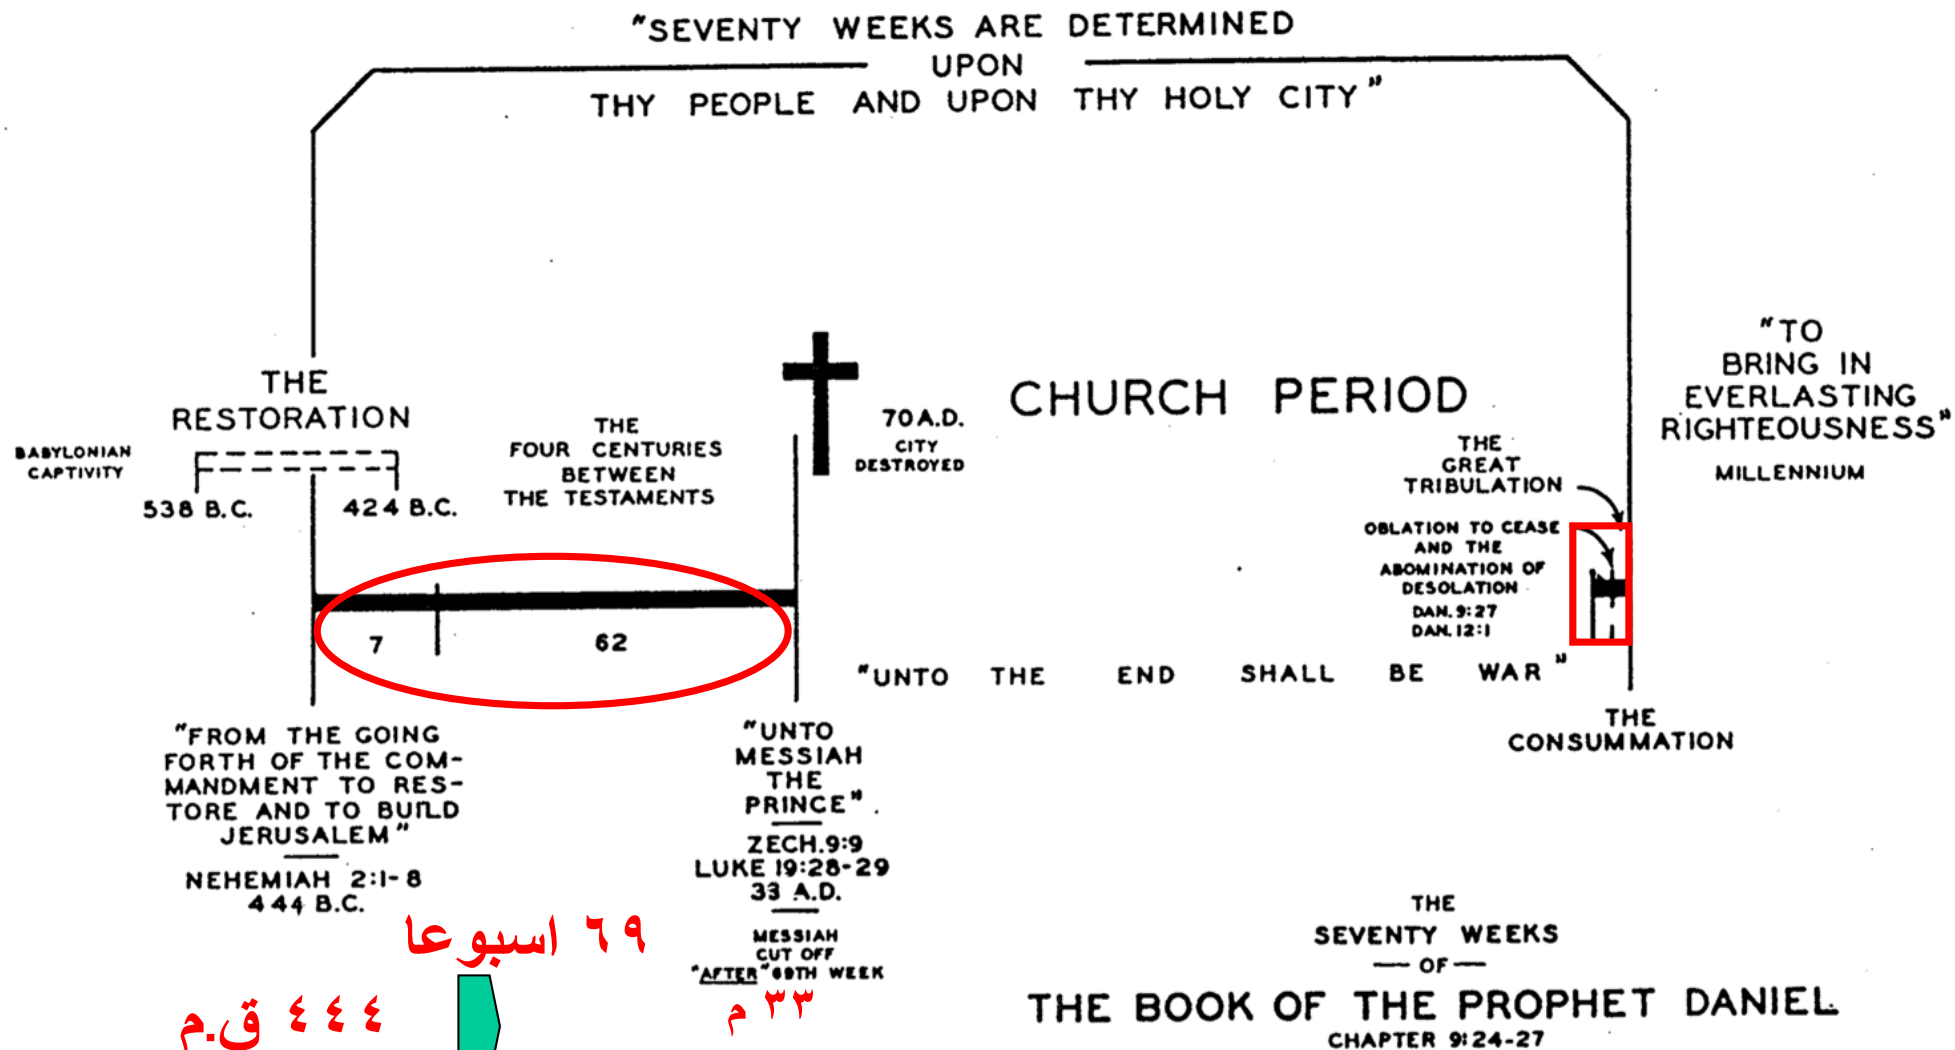 "SEVENTY WEEKS ARE DETERMINED
UPON
THY PEOPLE AND UPON THY HOLY CITY"
THE
RESTORATION
BABYLONIAN
CAPTIVITY
538 B.C.
424 B.C.
THE
FOUR CENTURIES
BETWEEN
THE TESTAMENTS
70 A.D.
CITY
DESTROYED
CHURCH PERIOD
THE
GREAT
TRIBULATION
OBLATION TO CEASE
AND THE
ABOMINATION OF
DESOLATION
DAN. 9:27
DAN. 12:1
"TO
BRING IN
EVERLASTING
RIGHTEOUSNESS"
MILLENNIUM
7
62
"UNTO THE END SHALL BE WAR"
THE
CONSUMMATION
"FROM THE GOING
FORTH OF THE COM-
MANDMENT TO RES-
TORE AND TO BUILD
JERUSALEM"
NEHEMIAH 2:1-8
444 B.C.
"UNTO
MESSIAH
THE
PRINCE".
ZECH. 9:9
LUKE 19:28-29
33 A.D.
MESSIAH
CUT OFF
"AFTER" 69TH WEEK
٦٩ اسبوعا
٤٤٤ ق.م
٣٣ م
THE
SEVENTY WEEKS
— OF —
THE BOOK OF THE PROPHET DANIEL
CHAPTER 9:24-27